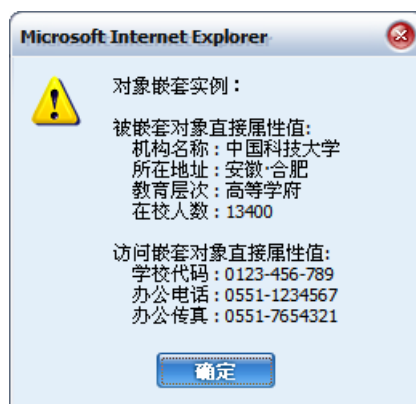 Microsoft Internet Explorer
对象嵌套实例：
被嵌套对象直接属性值:
机构名称：中国科技大学
所在地址：安徽·合肥
教育层次：高等学府
在校人数：13400
访问嵌套对象直接属性值:
学校代码：0123-456-789
办公电话：0551-1234567
办公传真：0551-7654321
确定